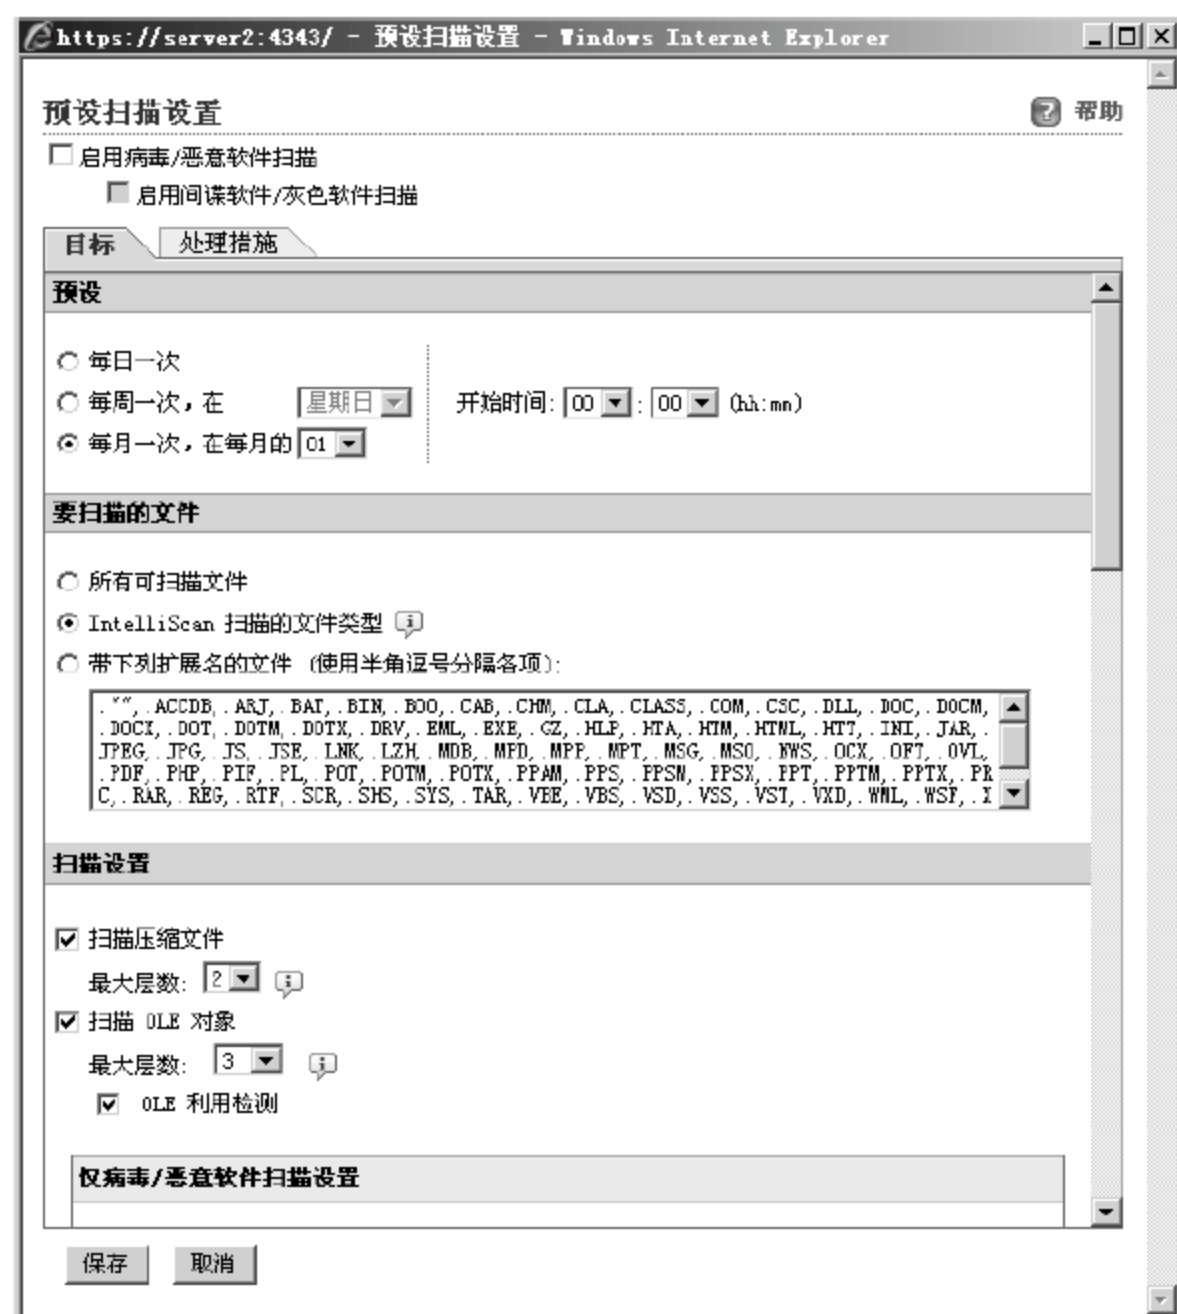 https://server2:4343/ - 预设扫描设置 - Windows Internet Explorer
预设扫描设置
帮助
启用病毒/恶意软件扫描
启用间谍软件/灰色软件扫描
目标 处理措施
预设
每日一次
每周一次，在 星期日 开始时间: 00 : 00 (hh:mm)
每月一次，在每月的 01
要扫描的文件
所有可扫描文件
IntelliScan 扫描的文件类型
带下列扩展名的文件 (使用半角逗号分隔各项):
."",.ACCDB,.ARJ,.BAT,.BIN,.BOO,.CAB,.CHM,.CLA,.CLASS,.COM,.CSC,.DLL,.DOC,.DOCM,
.DOCX,.DOT,.DOTM,.DOTX,.DRV,.EML,.EXE,.GZ,.HLP,.HTA,.HTM,.HTML,.HTT,.INI,.JAR,.
JPEG,.JPG,.JS,.JSE,.LNK,.LZH,.MDB,.MPD,.MPP,.MPT,.MSG,.MSO,.NWS,.OCX,.OFT,.OVL,
.PDF,.PHP,.PIF,.PL,.POT,.POTM,.POTX,.PPAM,.PPS,.PPSM,.PPSX,.PPT,.PPTM,.PPTX,.PR
C,.RAR,.REG,.RTF,.SCR,.SHS,.SYS,.TAR,.VBE,.VBS,.VSD,.VSS,.VST,.VXD,.WML,.WSF,.X
扫描设置
扫描压缩文件
最大层数: 2
扫描 OLE 对象
最大层数: 3
OLE 利用检测
仅病毒/恶意软件扫描设置
保存 取消